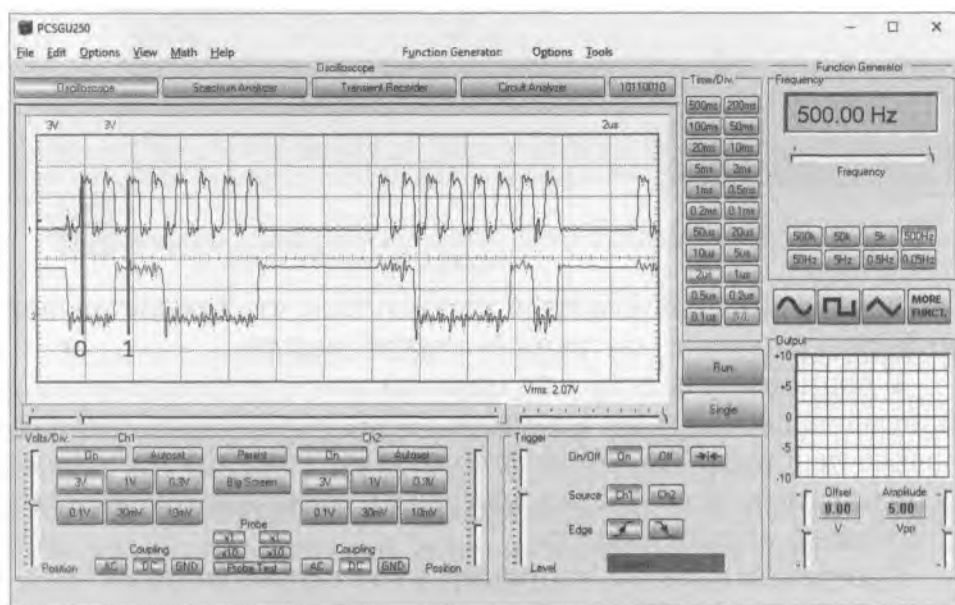 PCSGU250
File Edit Options View Math Help Function Generator: Options Tools
Oscilloscope
Function Generator
Oscilloscope Spectrum Analyzer Transient Recorder Circuit Analyzer 10110010
Time/Div.
Frequency
3V 3V 2us
500.00 Hz
500ms 200ms
100ms 50ms
20ms 10ms
5ms 2ms
1ms 0.5ms
0.2ms 0.1ms
50us 20us
10us 5us
2us 1us
0.5us 0.2us
0.1us
Frequency
500k 50k 5k 500Hz
50Hz 5Hz 0.5Hz 0.05Hz
MORE
FUNCT.
1
2
0 1
Vrms: 2.07V
Run
Single
Output
+10
+5
0
-5
-10
Offset Amplitude
0.00 5.00
V Vpp
Volts/Div. Ch1 Ch2
On Autoset Persist On Autoset
3V 1V 0.3V Big Screen 3V 1V 0.3V
0.1V 30mV 10mV 0.1V 30mV 10mV
Probe
x1 x1
x10 x10
Coupling Coupling
Position AC DC GND Probe Test AC DC GND Position
Trigger
On/Off On Off
Source Ch1 Ch2
Edge
Level